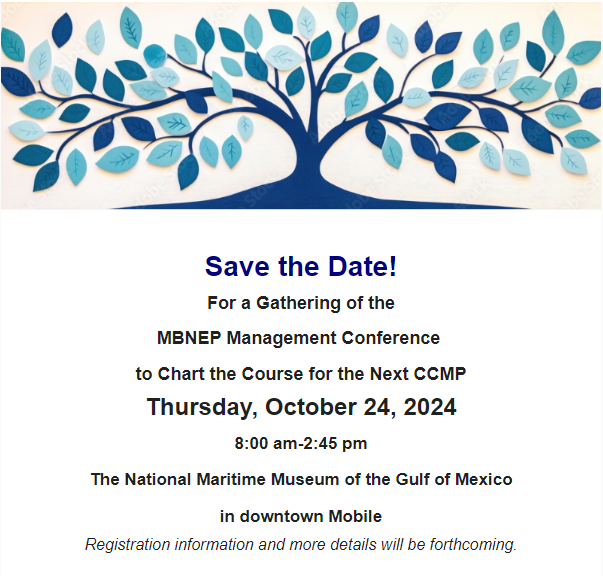 Save the Date!
For a Gathering of the
MBNEP Management Conference
to Chart the Course for the Next CCMP
Thursday, October 24, 2024
8:00 am-2:45 pm
The National Maritime Museum of the Gulf of Mexico
in downtown Mobile
Registration information and more details will be forthcoming.